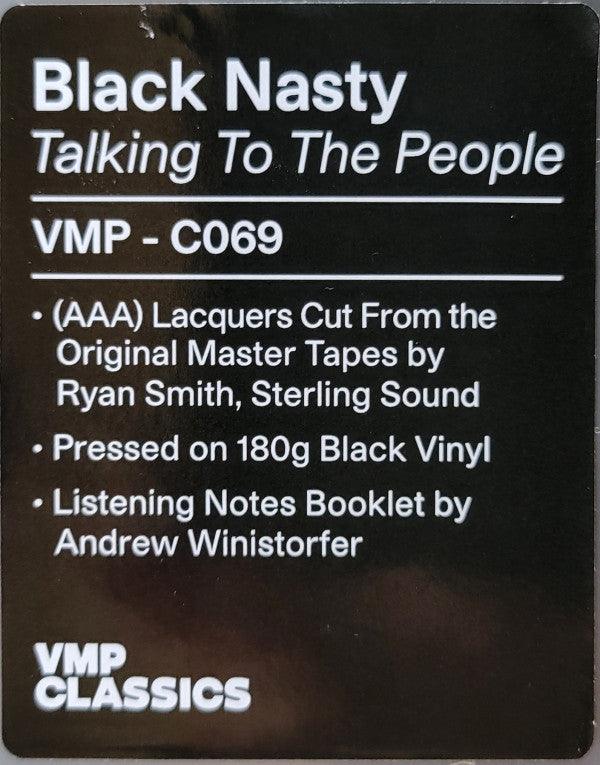 Black Nasty
Talking To The People
VMP - C069
• (AAA) Lacquers Cut From the
Original Master Tapes by
Ryan Smith, Sterling Sound
• Pressed on 180g Black Vinyl
• Listening Notes Booklet by
Andrew Winistorfer
VMP
CLASSICS